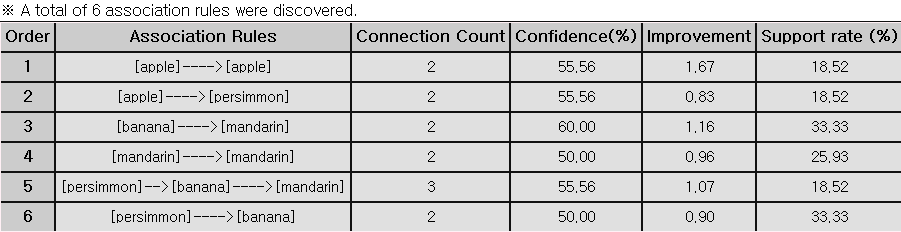 ※ A total of 6 association rules were discovered.
Order Association Rules Connection Count Confidence(%) Improvement Support rate (%)
1 [apple]---->[apple] 2 55,56 1,67 18,52
2 [apple]---->[persimmon] 2 55,56 0,83 18,52
3 [banana]---->[mandarin] 2 60,00 1,16 33,33
4 [mandarin]---->[mandarin] 2 50,00 0,96 25,93
5 [persimmon]-->[banana]---->[mandarin] 3 55,56 1,07 18,52
6 [persimmon]---->[banana] 2 50,00 0,90 33,33